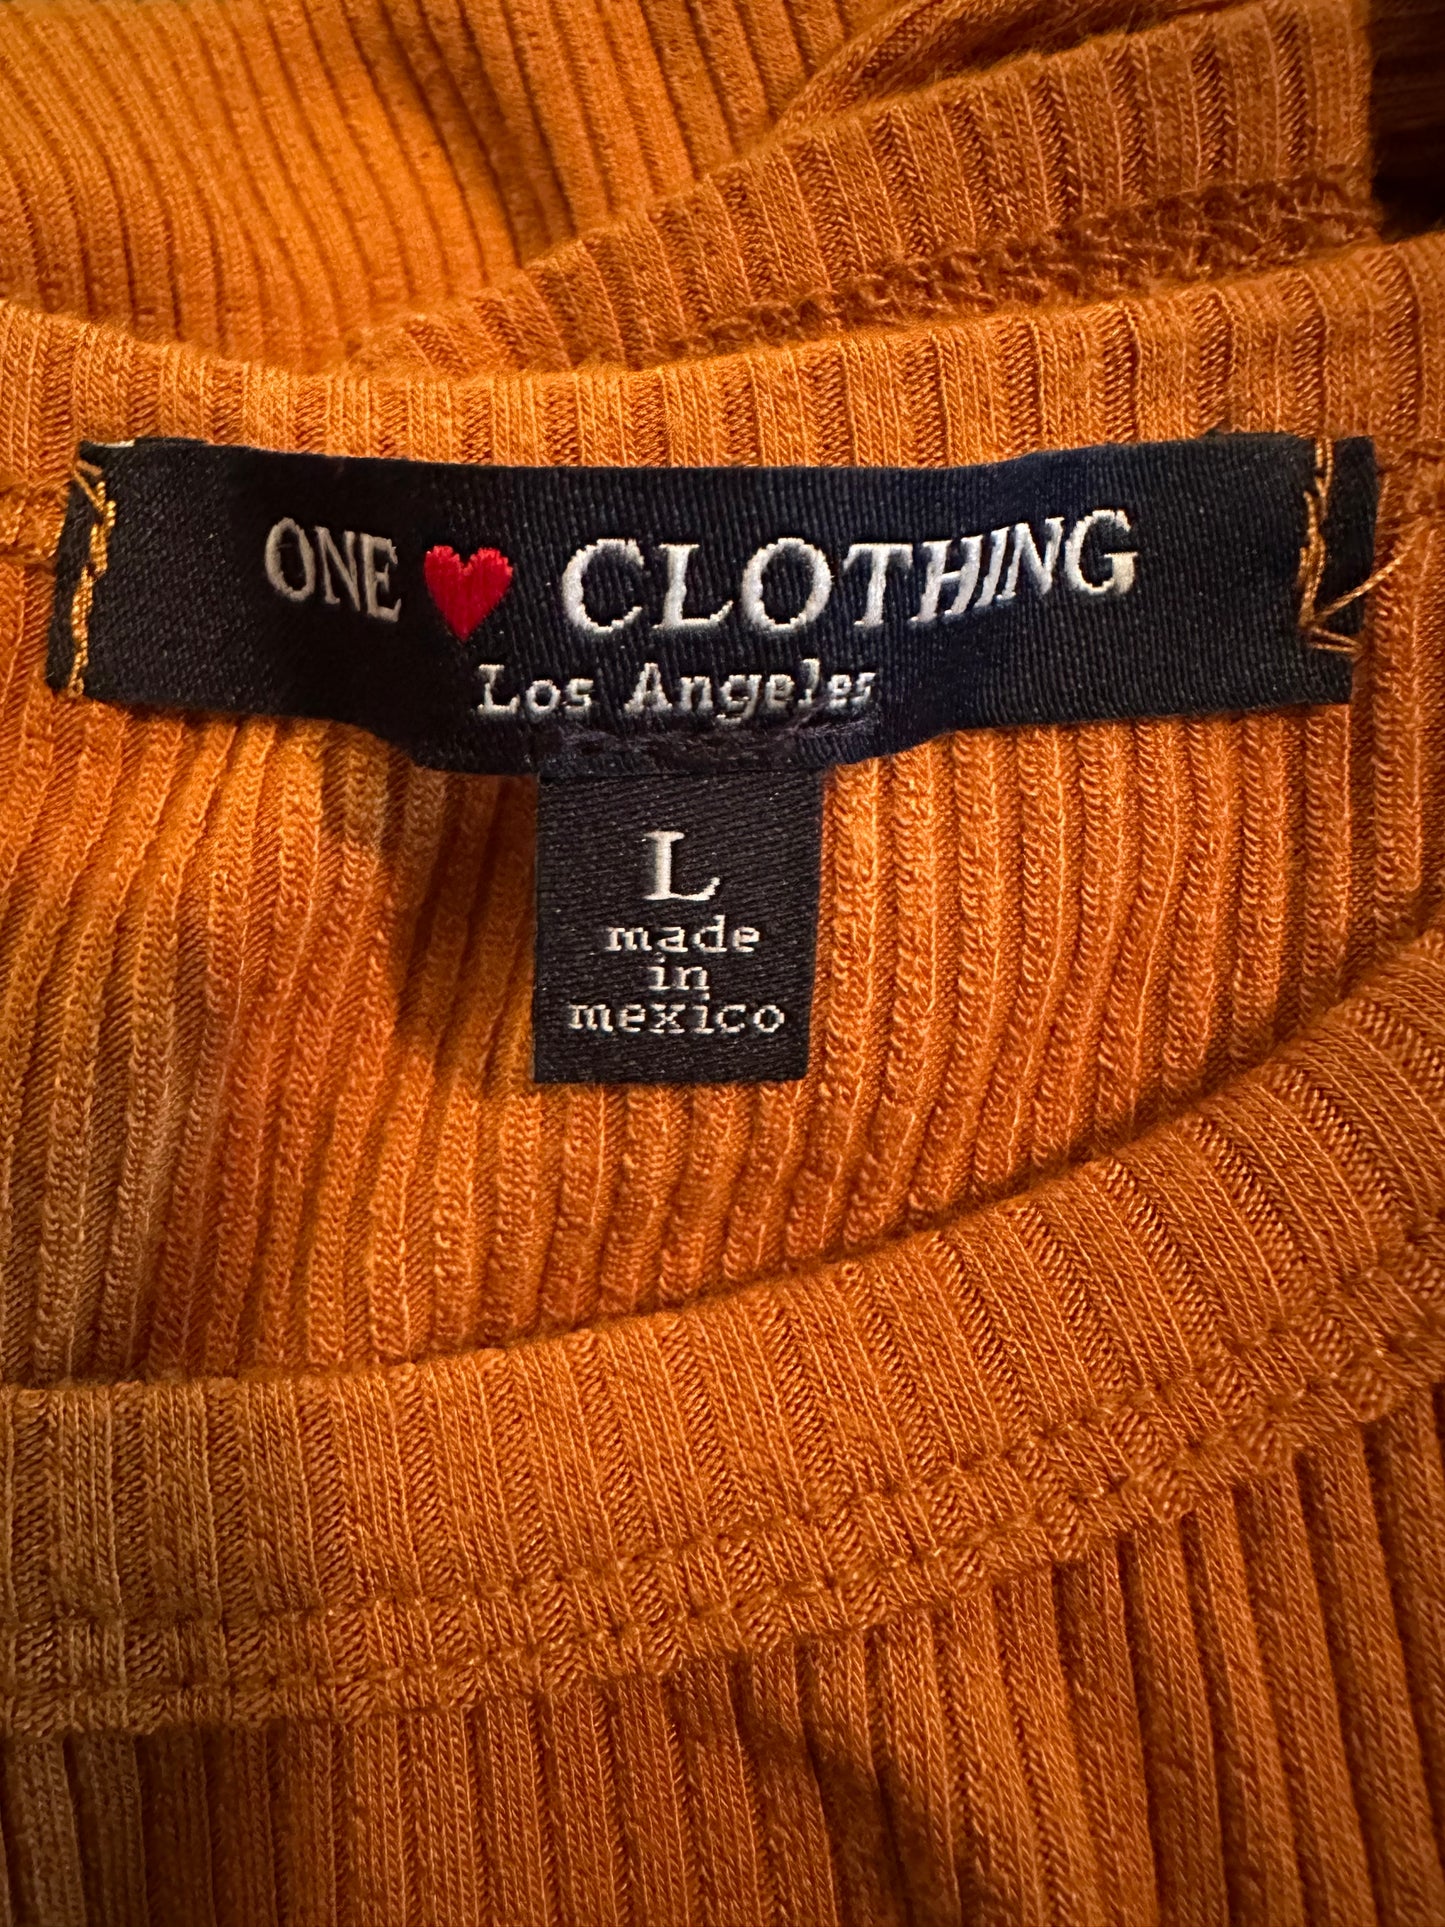 ONE ❤ CLOTHING
Los Angeles
L
made
in
mexico